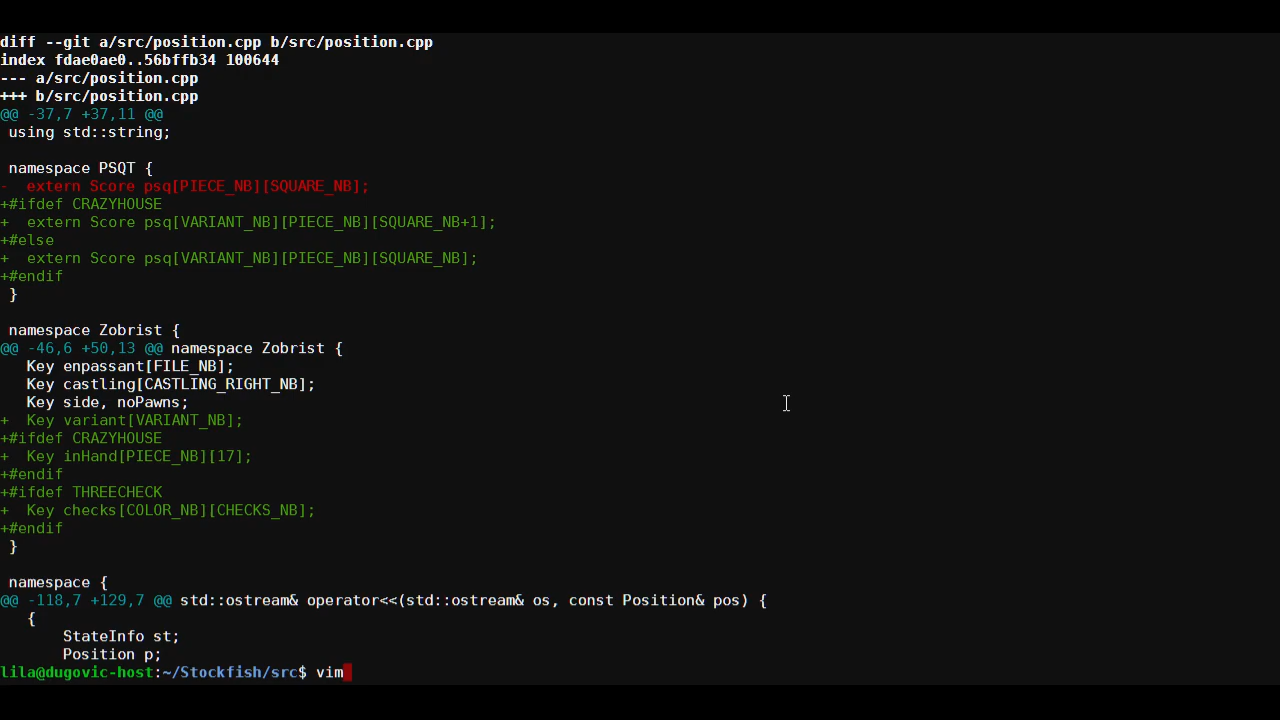 diff --git a/src/position.cpp b/src/position.cpp
index fdae0ae0..56bffb34 100644
--- a/src/position.cpp
+++ b/src/position.cpp
@@ -37,7 +37,11 @@
 using std::string;

 namespace PSQT {
-  extern Score psq[PIECE_NB][SQUARE_NB];
+#ifdef CRAZYHOUSE
+  extern Score psq[VARIANT_NB][PIECE_NB][SQUARE_NB+1];
+#else
+  extern Score psq[VARIANT_NB][PIECE_NB][SQUARE_NB];
+#endif
 }

 namespace Zobrist {
@@ -46,6 +50,13 @@ namespace Zobrist {
   Key enpassant[FILE_NB];
   Key castling[CASTLING_RIGHT_NB];
   Key side, noPawns;
+  Key variant[VARIANT_NB];
+#ifdef CRAZYHOUSE
+  Key inHand[PIECE_NB][17];
+#endif
+#ifdef THREECHECK
+  Key checks[COLOR_NB][CHECKS_NB];
+#endif
 }

 namespace {
@@ -118,7 +129,7 @@ std::ostream& operator<<(std::ostream& os, const Position& pos) {
   {
       StateInfo st;
       Position p;
lila@dugovic-host:~/Stockfish/src$ vim